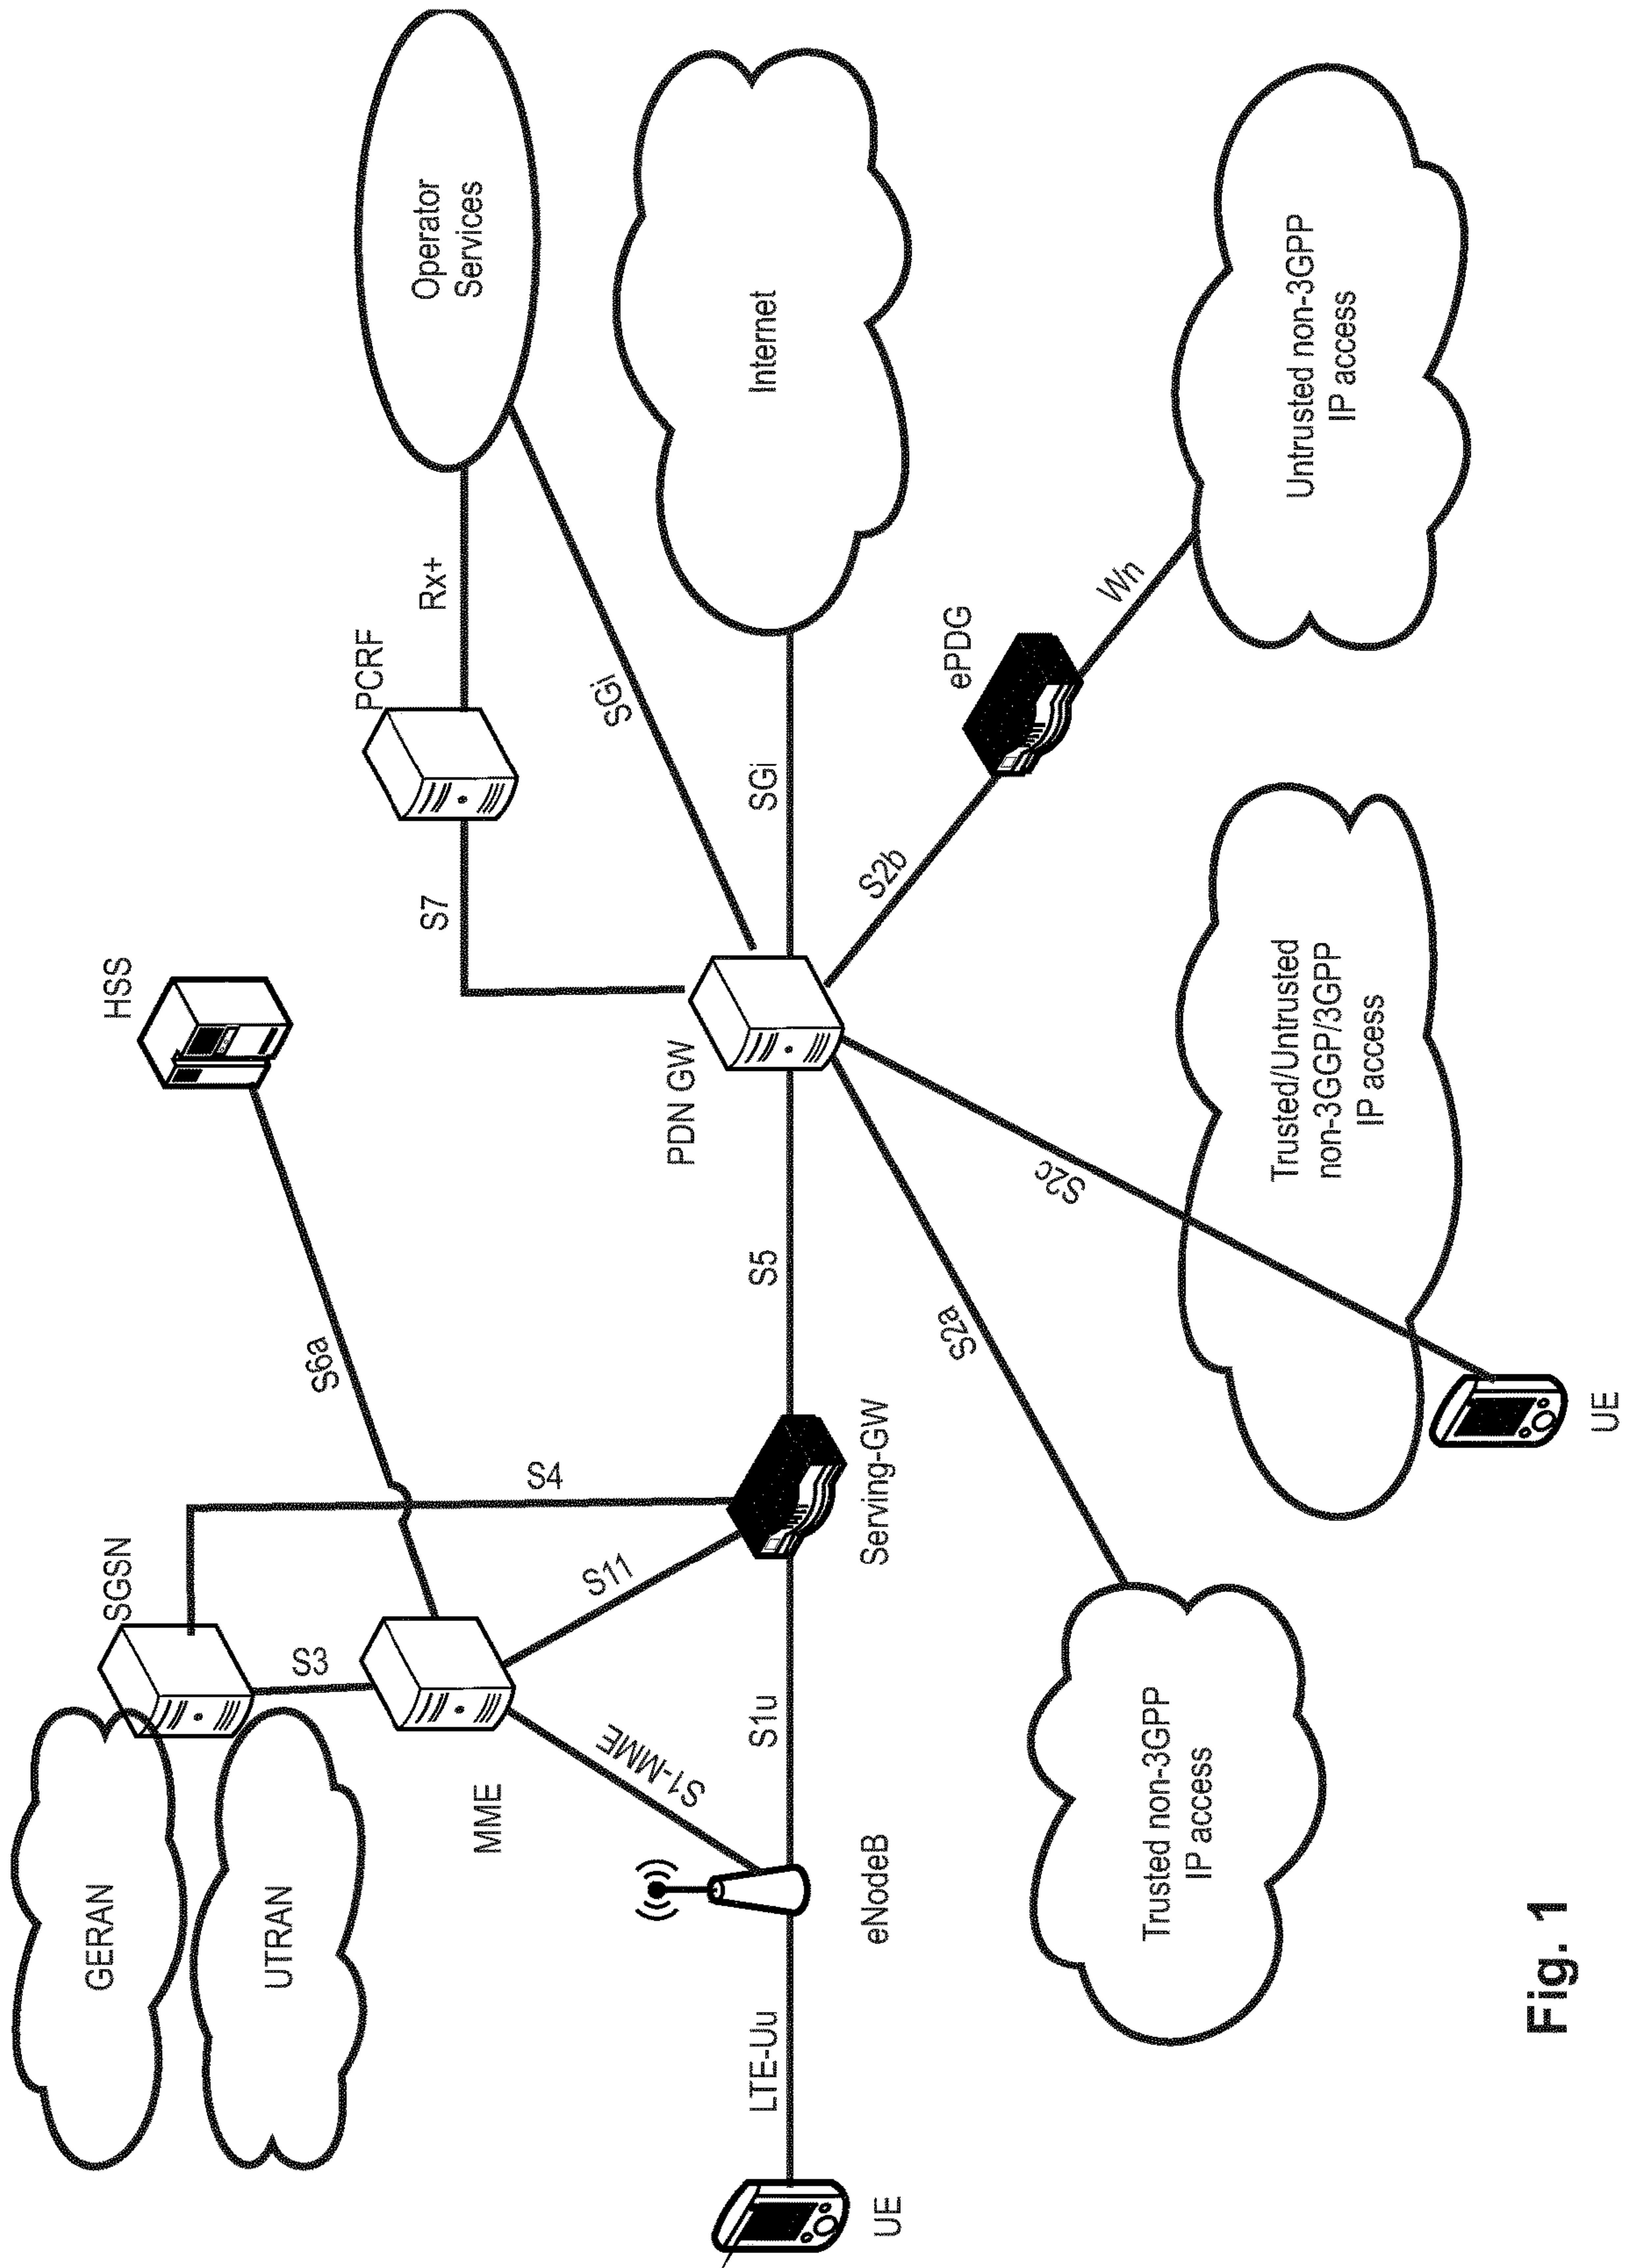 GERAN
SGSN
HSS
UTRAN
S3
S6a
MME
S4
S7
PCRF
Rx+
Operator
Services
S11
S1-MME
SGi
PDN GW
LTE-Uu
S1u
S5
SGi
Internet
UE
eNodeB
Serving-GW
S2b
ePDG
S2a
S2c
Wn
Trusted non-3GPP
IP access
Trusted/Untrusted
non-3GGP/3GPP
IP access
Untrusted non-3GPP
IP access
UE
Fig. 1